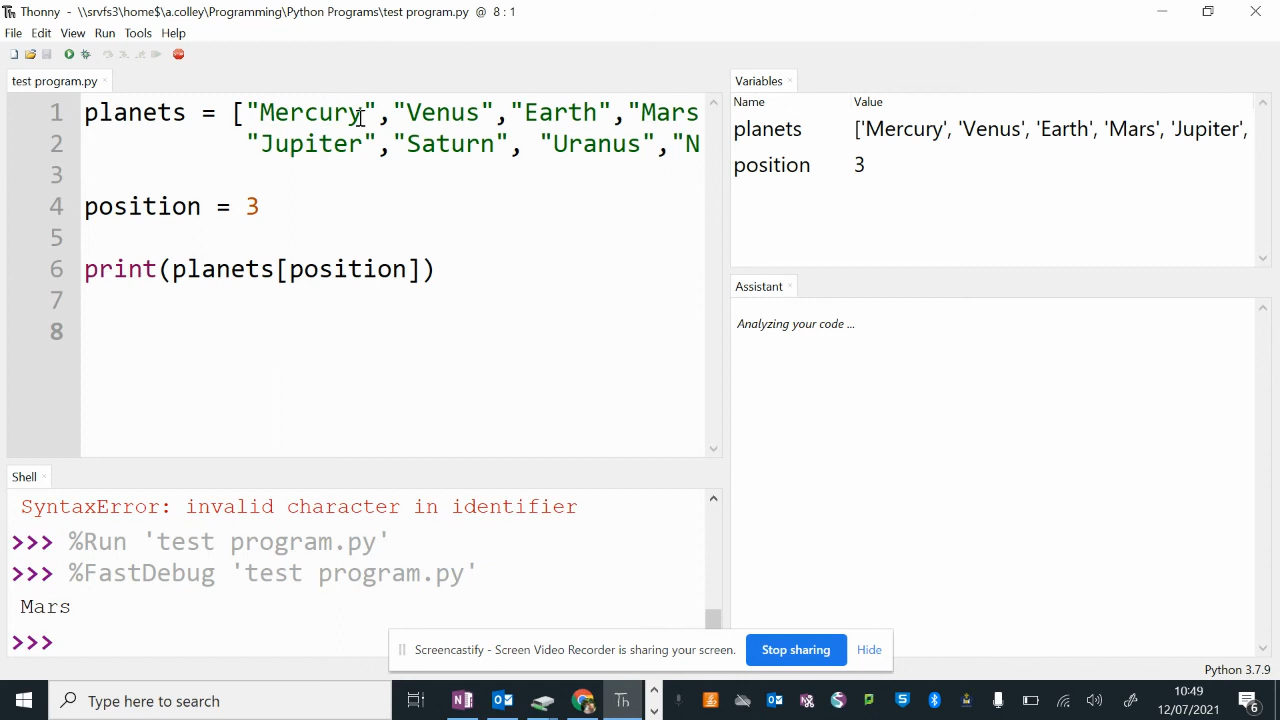 Th Thonny - \\srvfs3\home$\a.colley\Programming\Python Programs\test program.py @ 8 : 1
File Edit View Run Tools Help
test program.py
1 planets = ["Mercury","Venus","Earth","Mars
2 "Jupiter","Saturn", "Uranus","N
3
4 position = 3
5
6 print(planets[position])
7
8
Variables
Name Value
planets ['Mercury', 'Venus', 'Earth', 'Mars', 'Jupiter',
position 3
Assistant
Analyzing your code ...
Shell
SyntaxError: invalid character in identifier
>>> %Run 'test program.py'
>>> %FastDebug 'test program.py'
Mars
>>>
Screencastify - Screen Video Recorder is sharing your screen. Stop sharing Hide
Python 3.7.9
Type here to search
Th
10:49
12/07/2021
6